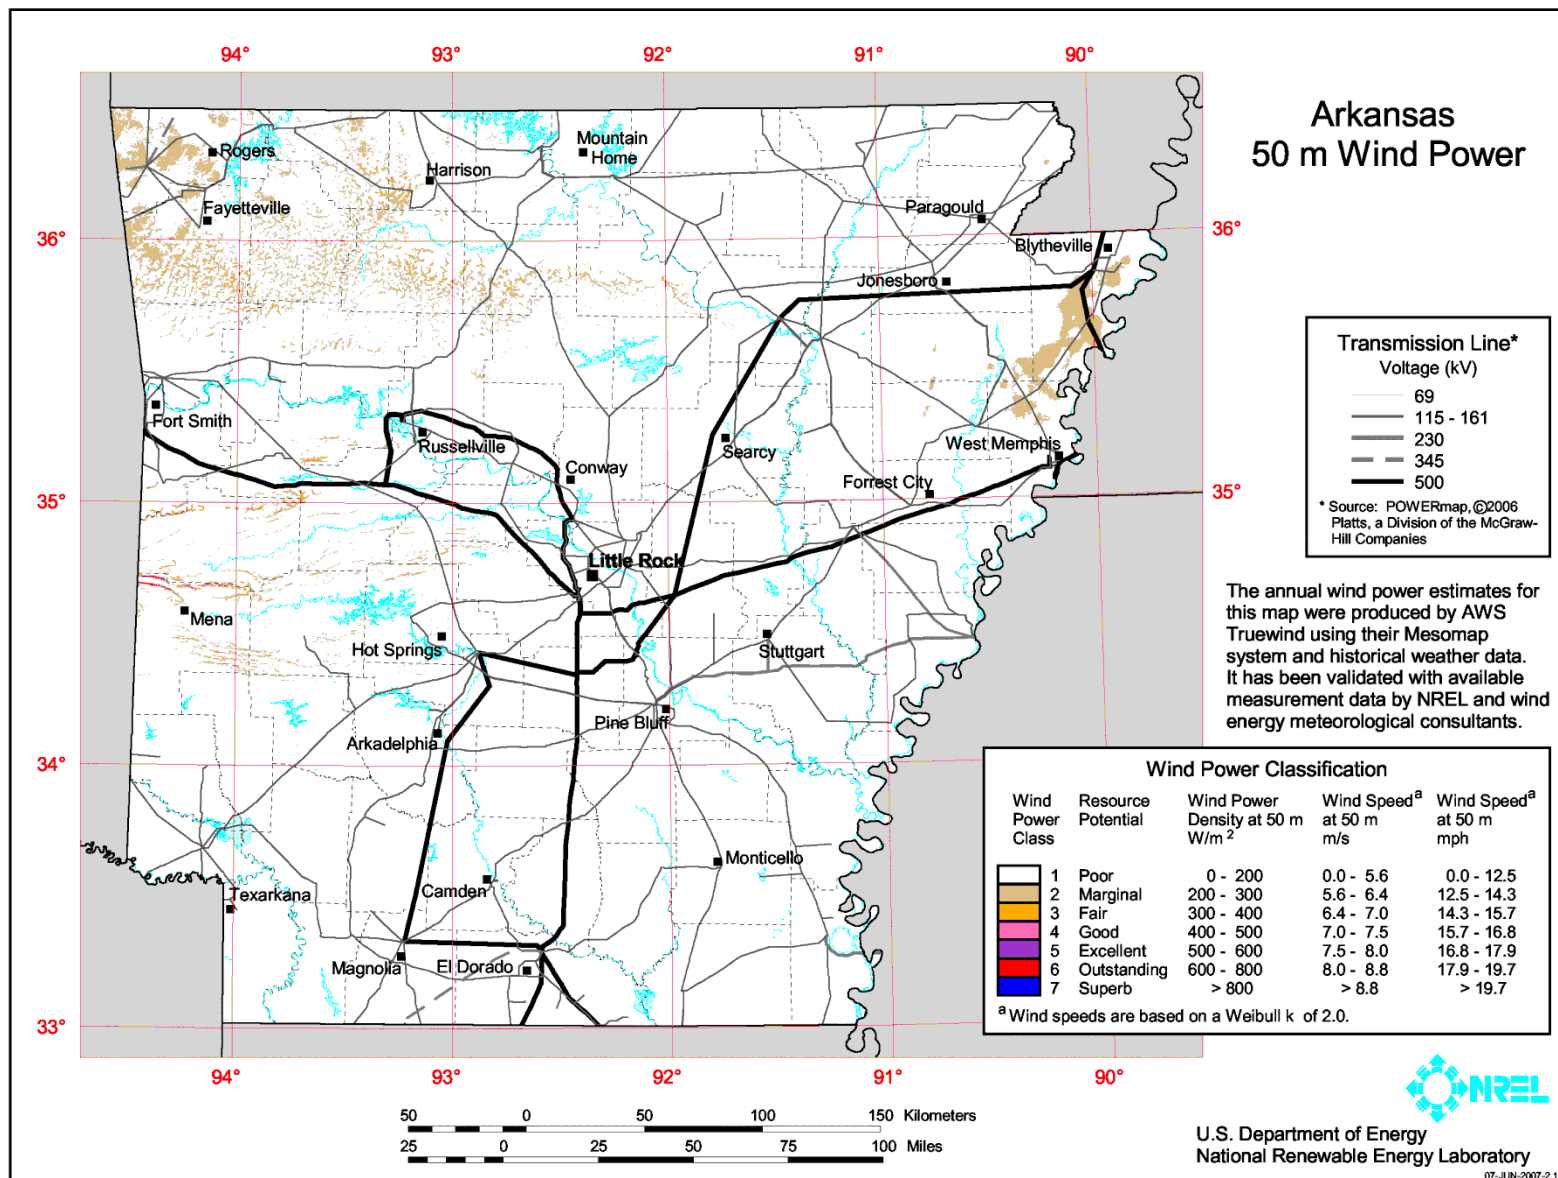 Arkansas
50 m Wind Power
94° 93° 92° 91° 90°
Rogers
Fayetteville
Harrison
Mountain
Home
Paragould
36° 36°
Blytheville
Jonesboro
Fort Smith
Russellville
Conway
Searcy
West Memphis
Forrest City
35° 35°
Little Rock
Mena
Hot Springs
Stuttgart
Pine Bluff
Arkadelphia
34°
Monticello
Camden
Texarkana
Magnolia
El Dorado
33°
94° 93° 92° 91° 90°
50 0 50 100 150 Kilometers
25 0 25 50 75 100 Miles
Transmission Line*
Voltage (kV)
69
115 - 161
230
345
500
* Source: POWERmap, ©2006
Platts, a Division of the McGraw-
Hill Companies
The annual wind power estimates for
this map were produced by AWS
Truewind using their Mesomap
system and historical weather data.
It has been validated with available
measurement data by NREL and wind
energy meteorological consultants.
Wind Power Classification
Wind Resource Wind Power Wind Speedᵃ Wind Speedᵃ
Power Potential Density at 50 m at 50 m at 50 m
Class W/m² m/s mph
1 Poor 0 - 200 0.0 - 5.6 0.0 - 12.5
2 Marginal 200 - 300 5.6 - 6.4 12.5 - 14.3
3 Fair 300 - 400 6.4 - 7.0 14.3 - 15.7
4 Good 400 - 500 7.0 - 7.5 15.7 - 16.8
5 Excellent 500 - 600 7.5 - 8.0 16.8 - 17.9
6 Outstanding 600 - 800 8.0 - 8.8 17.9 - 19.7
7 Superb > 800 > 8.8 > 19.7
ᵃ Wind speeds are based on a Weibull k of 2.0.
NREL
U.S. Department of Energy
National Renewable Energy Laboratory
07-JUN-2007-2.1